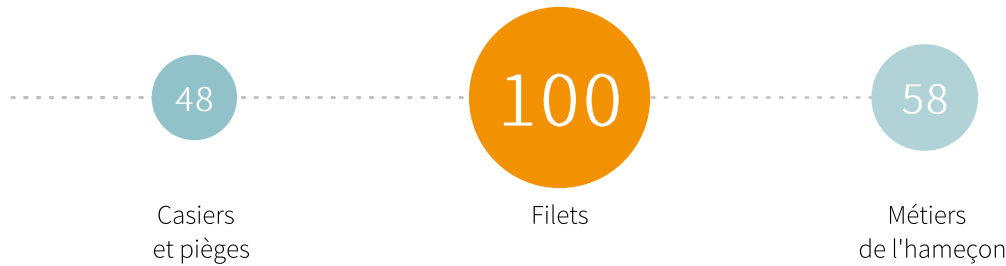 48
100
58
Casiers
et pièges
Filets
Métiers
de l'hameçon